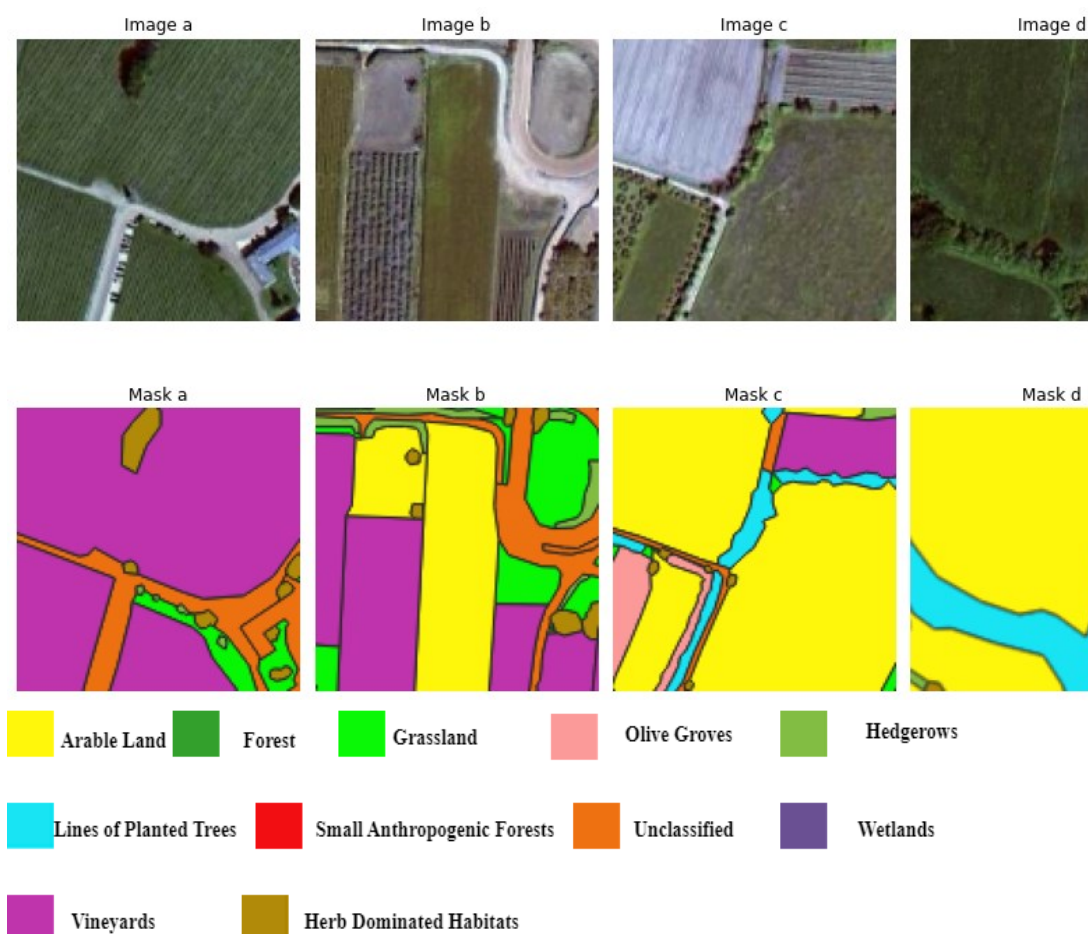 Image a Image b Image c Image d
Mask a Mask b Mask c Mask d
Arable Land Forest Grassland Olive Groves Hedgerows
Lines of Planted Trees Small Anthropogenic Forests Unclassified Wetlands
Vineyards Herb Dominated Habitats